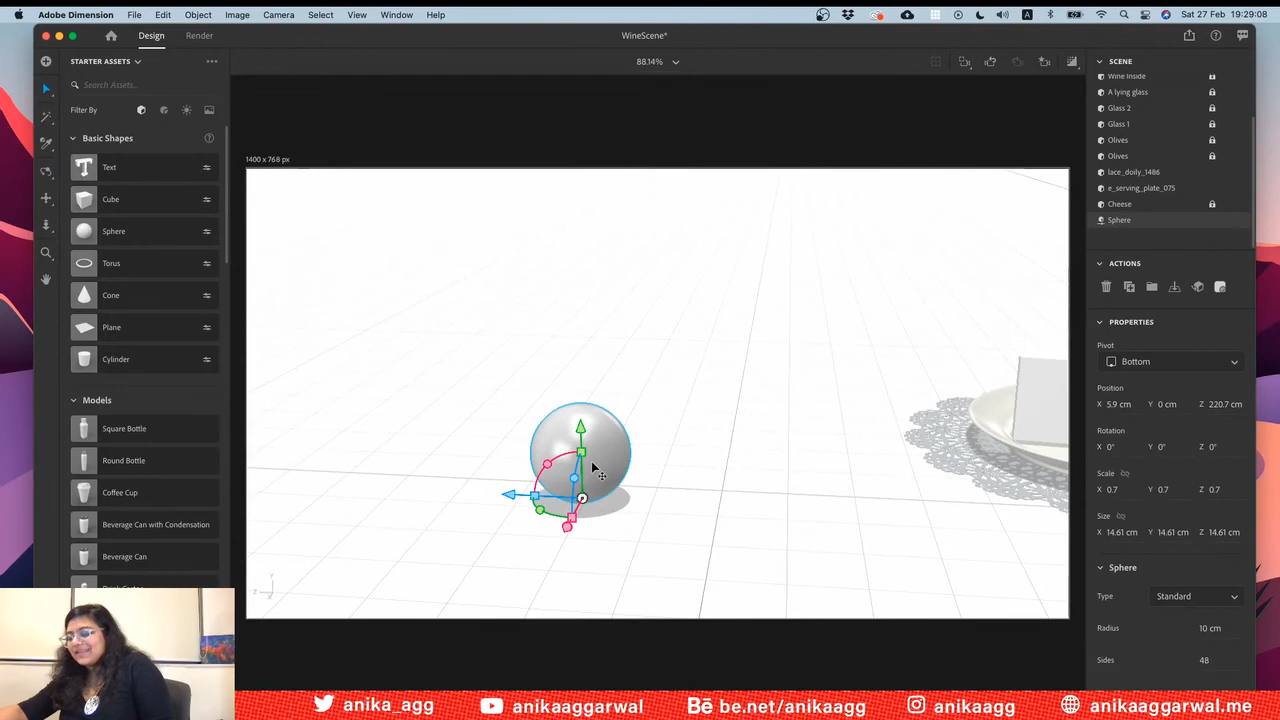 Adobe Dimension File Edit Object Image Camera Select View Window Help A Sat 27 Feb 19:29:08
Design Render WineScene*
STARTER ASSETS 88.14% SCENE
Wine Inside
Search Assets...
A lying glass
Filter By
Glass 2
Glass 1
Basic Shapes
Olives
Olives
1400 x 768 px
Text
lace_doily_1486
e_serving_plate_075
Cube
Cheese
Sphere
Sphere
Torus
ACTIONS
Cone
PROPERTIES
Plane
Pivot
Cylinder
Bottom
Position
Models
X 5.9 cm Y 0 cm Z 220.7 cm
Square Bottle
Rotation
X 0° Y 0° Z 0°
Round Bottle
Scale
Coffee Cup
X 0.7 Y 0.7 Z 0.7
Size
Beverage Can with Condensation
X 14.61 cm Y 14.61 cm Z 14.61 cm
Beverage Can
Sphere
Type Standard
Radius 10 cm
Sides 48
Y
Z X
anika_agg anikaaggarwal be.net/anikaagg anikaagg anikaaggarwal.me